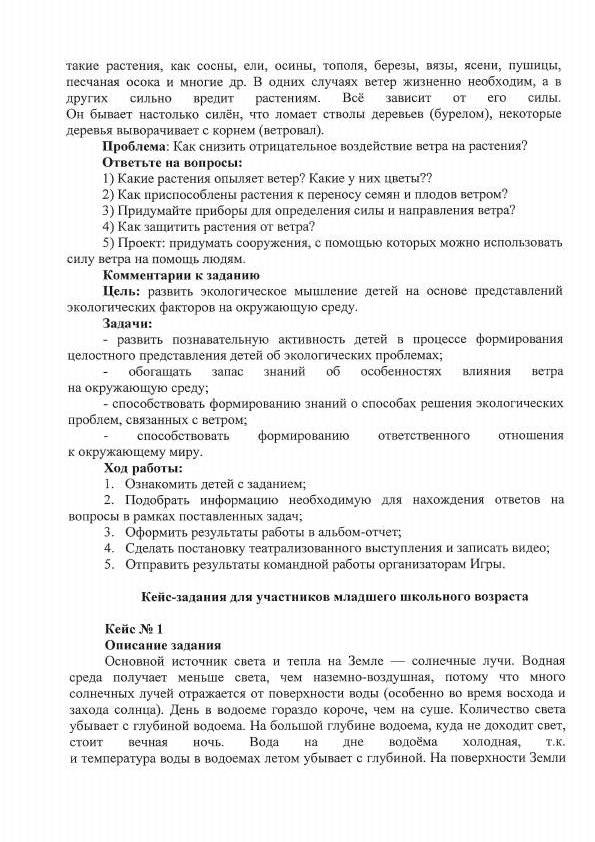 такие растения, как сосны, ели, осины, тополя, березы, вязы, ясени, пушицы,
песчаная осока и многие др. В одних случаях ветер жизненно необходим, а в
других сильно вредит растениям. Всё зависит от его силы.
Он бывает настолько силён, что ломает стволы деревьев (бурелом), некоторые
деревья выворачивает с корнем (ветровал).
Проблема: Как снизить отрицательное воздействие ветра на растения?
Ответьте на вопросы:
1) Какие растения опыляет ветер? Какие у них цветы??
2) Как приспособлены растения к переносу семян и плодов ветром?
3) Придумайте приборы для определения силы и направления ветра?
4) Как защитить растения от ветра?
5) Проект: придумать сооружения, с помощью которых можно использовать
силу ветра на помощь людям.
Комментарии к заданию
Цель: развить экологическое мышление детей на основе представлений
экологических факторов на окружающую среду.
Задачи:
- развить познавательную активность детей в процессе формирования
целостного представления детей об экологических проблемах;
- обогащать запас знаний об особенностях влияния ветра
на окружающую среду;
- способствовать формированию знаний о способах решения экологических
проблем, связанных с ветром;
- способствовать формированию ответственного отношения
к окружающему миру.
Ход работы:
1. Ознакомить детей с заданием;
2. Подобрать информацию необходимую для нахождения ответов на
вопросы в рамках поставленных задач;
3. Оформить результаты работы в альбом-отчет;
4. Сделать постановку театрализованного выступления и записать видео;
5. Отправить результаты командной работы организаторам Игры.
Кейс-задания для участников младшего школьного возраста
Кейс № 1
Описание задания
Основной источник света и тепла на Земле — солнечные лучи. Водная
среда получает меньше света, чем наземно-воздушная, потому что много
солнечных лучей отражается от поверхности воды (особенно во время восхода и
захода солнца). День в водоеме гораздо короче, чем на суше. Количество света
убывает с глубиной водоема. На большой глубине водоема, куда не доходит свет,
стоит вечная ночь. Вода на дне водоёма холодная, т.к.
и температура воды в водоемах летом убывает с глубиной. На поверхности Земли